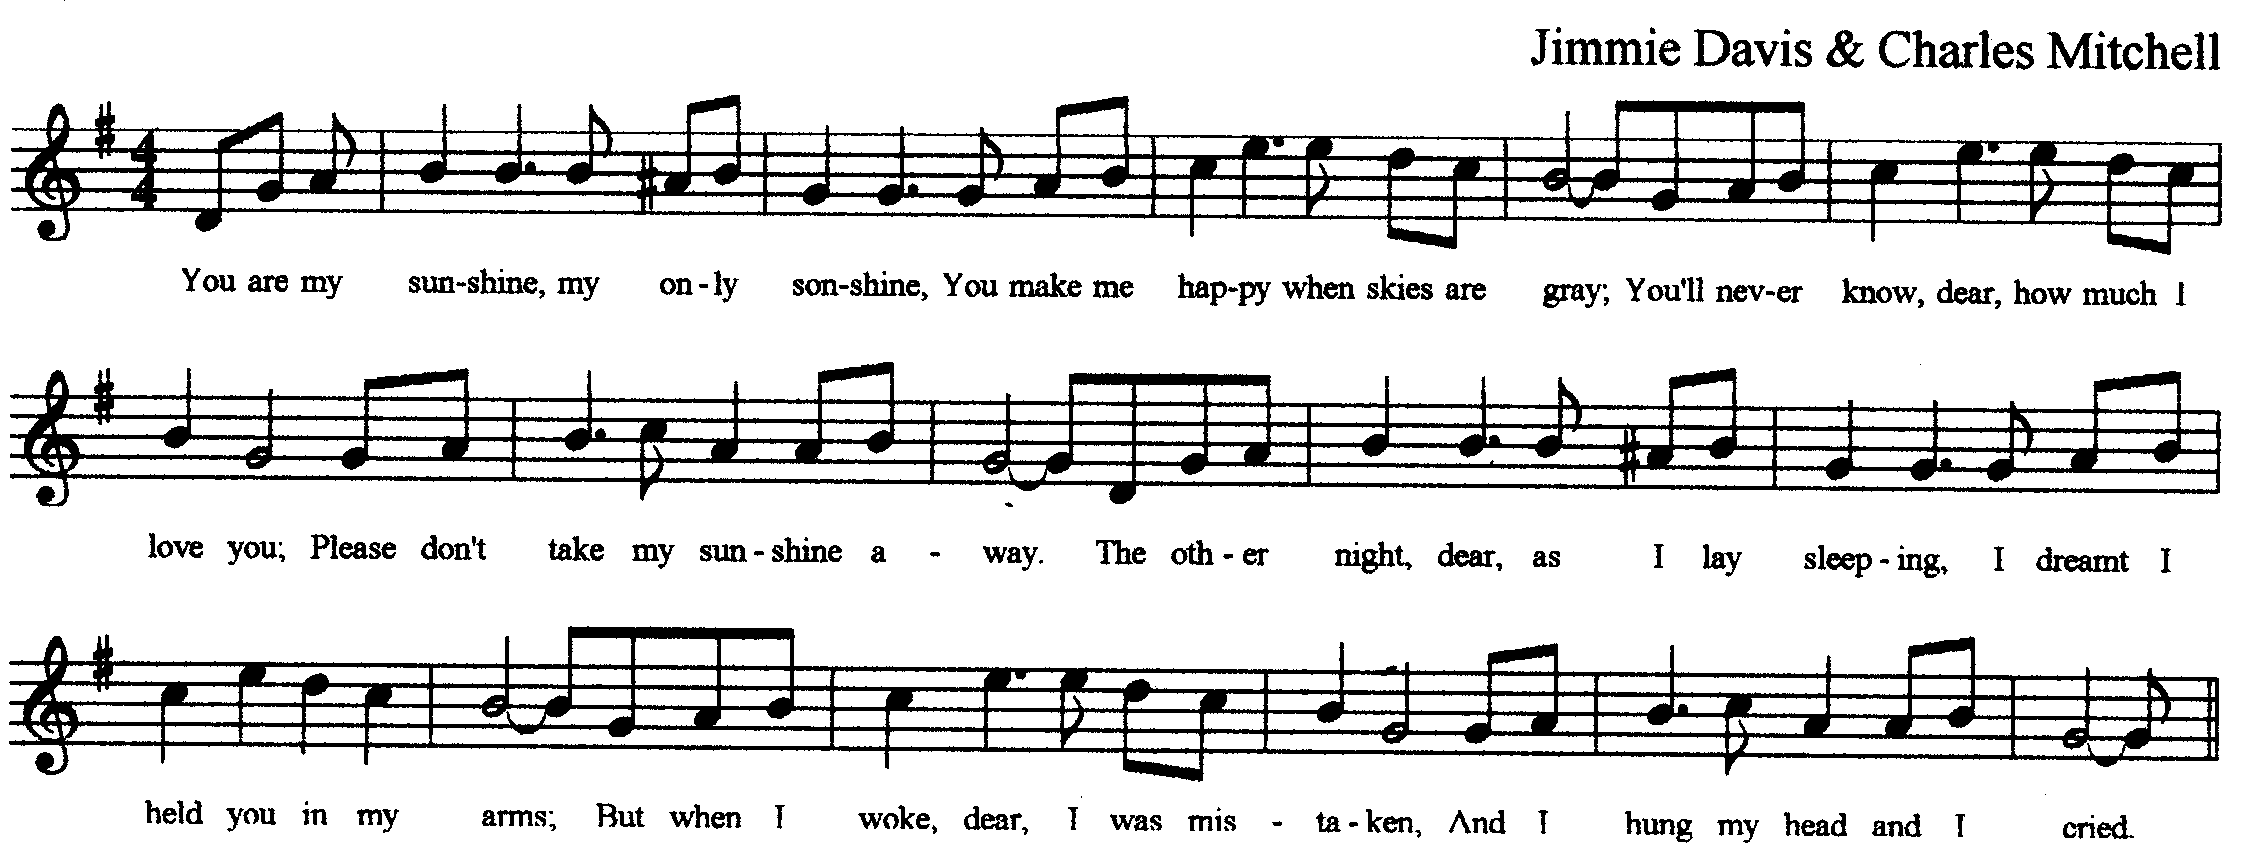 Jimmie Davis & Charles Mitchell
4
4
You are my sun-shine, my on-ly son-shine, You make me hap-py when skies are gray; You'll nev-er know, dear, how much I
love you; Please don't take my sun-shine a - way. The oth-er night, dear, as I lay sleep-ing, I dreamt I
held you in my arms; But when I woke, dear, I was mis - ta-ken, And I hung my head and I cried.